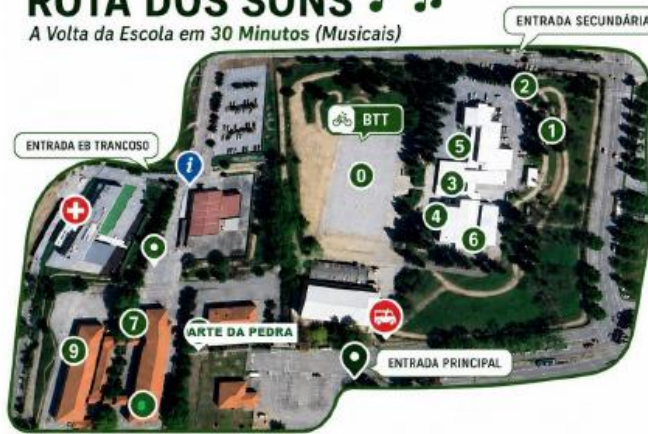 ROTA DOS SONS
A Volta da Escola em 30 Minutos (Musicais)
ENTRADA SECUNDÁRIA
2
BTT
1
ENTRADA EB TRANCOSO
5
i
0
3
4
6
7
ARTE DA PEDRA
9
ENTRADA PRINCIPAL
8